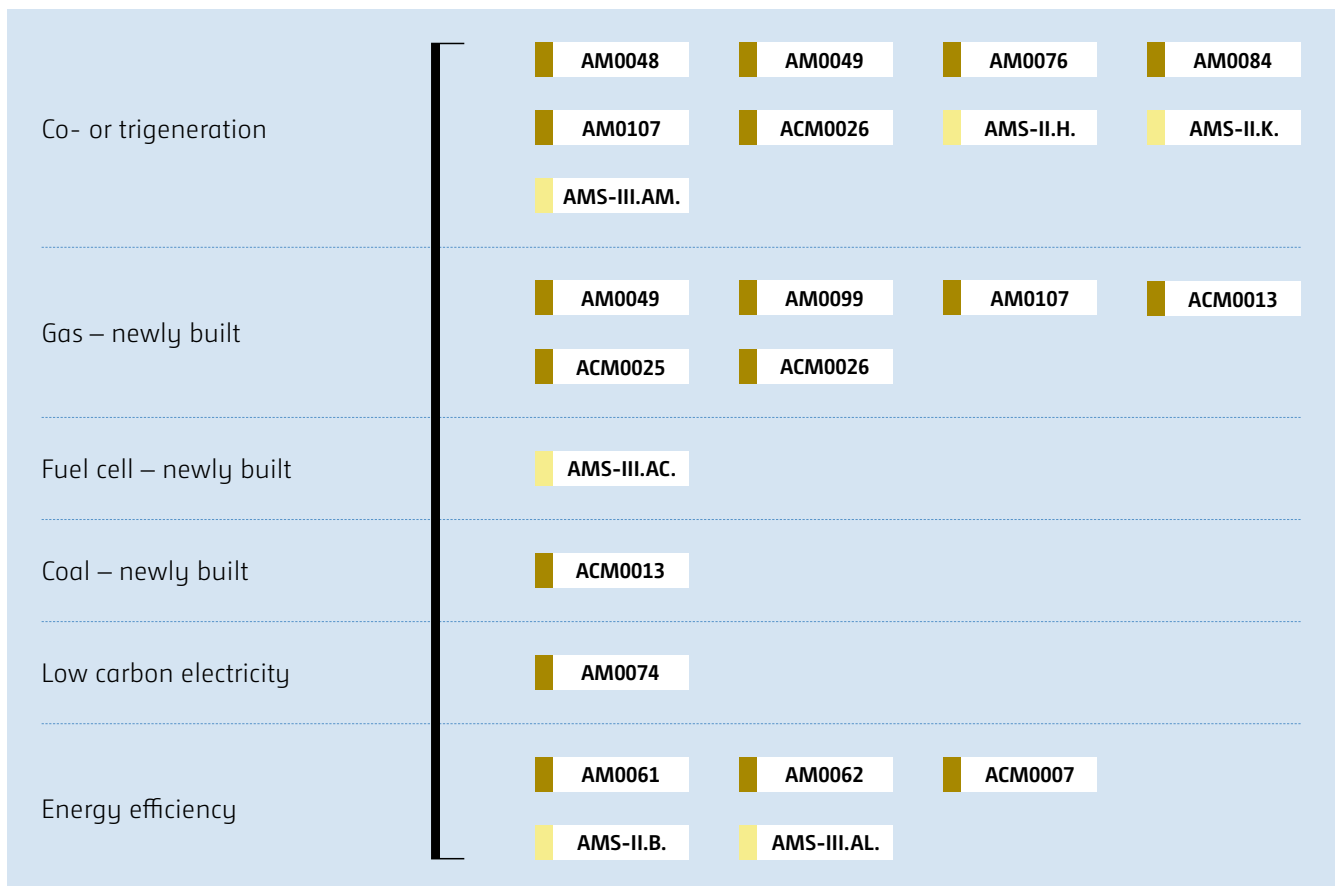 Co- or trigeneration
AM0048 AM0049 AM0076 AM0084
AM0107 ACM0026 AMS-II.H. AMS-II.K.
AMS-III.AM.
Gas – newly built
AM0049 AM0099 AM0107 ACM0013
ACM0025 ACM0026
Fuel cell – newly built
AMS-III.AC.
Coal – newly built
ACM0013
Low carbon electricity
AM0074
Energy efficiency
AM0061 AM0062 ACM0007
AMS-II.B. AMS-III.AL.